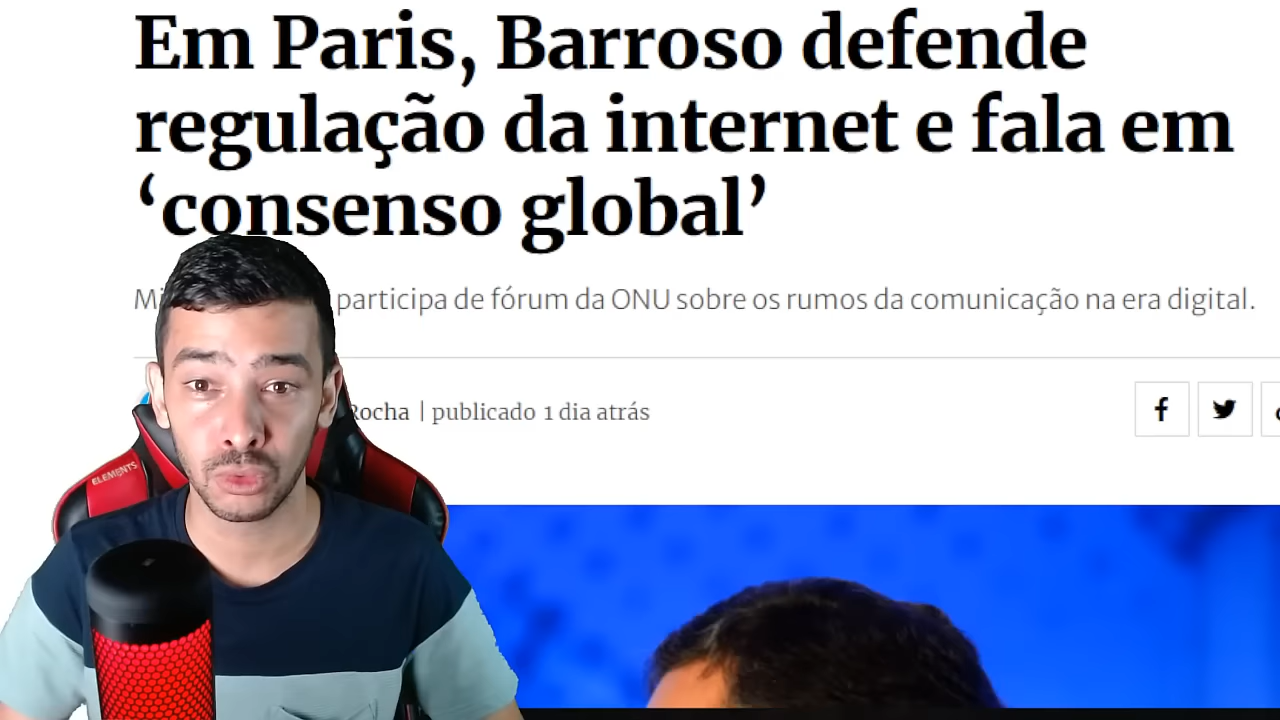 Em Paris, Barroso defende
regulação da internet e fala em
‘consenso global’
participa de fórum da ONU sobre os rumos da comunicação na era digital.
Rocha | publicado 1 dia atrás
ELEMENTS